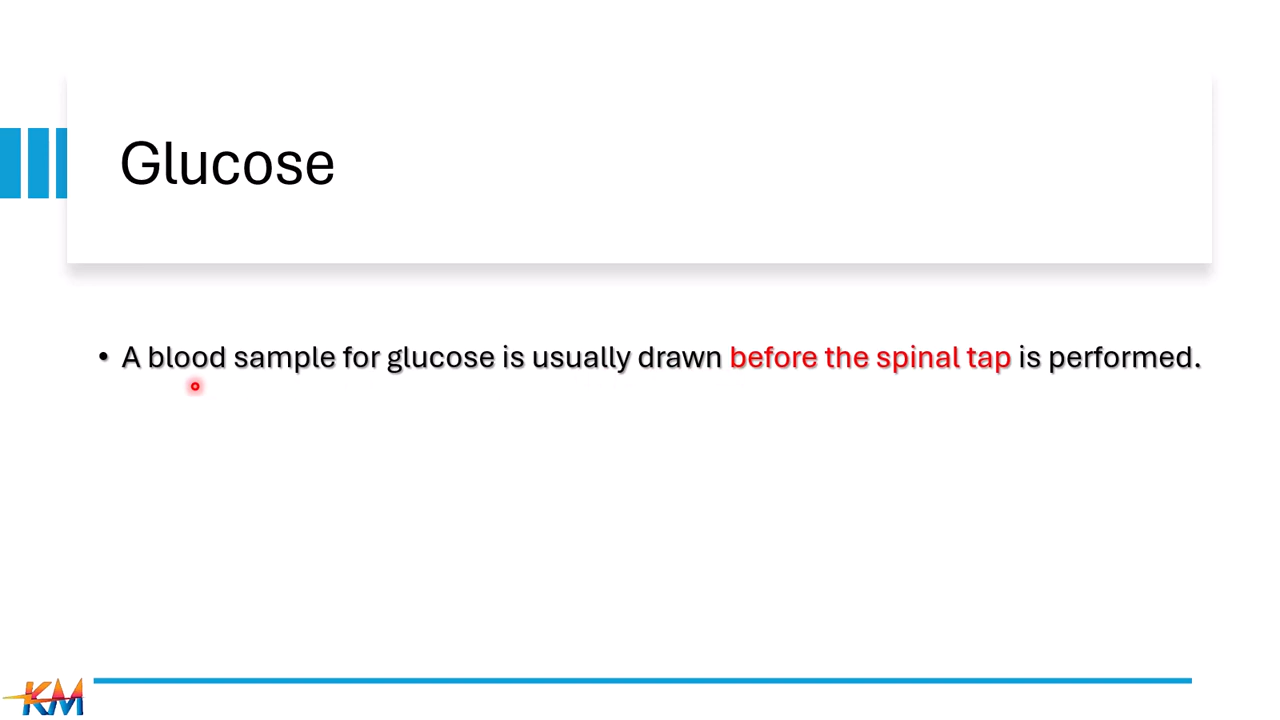 Glucose
• A blood sample for glucose is usually drawn before the spinal tap is performed.
KM